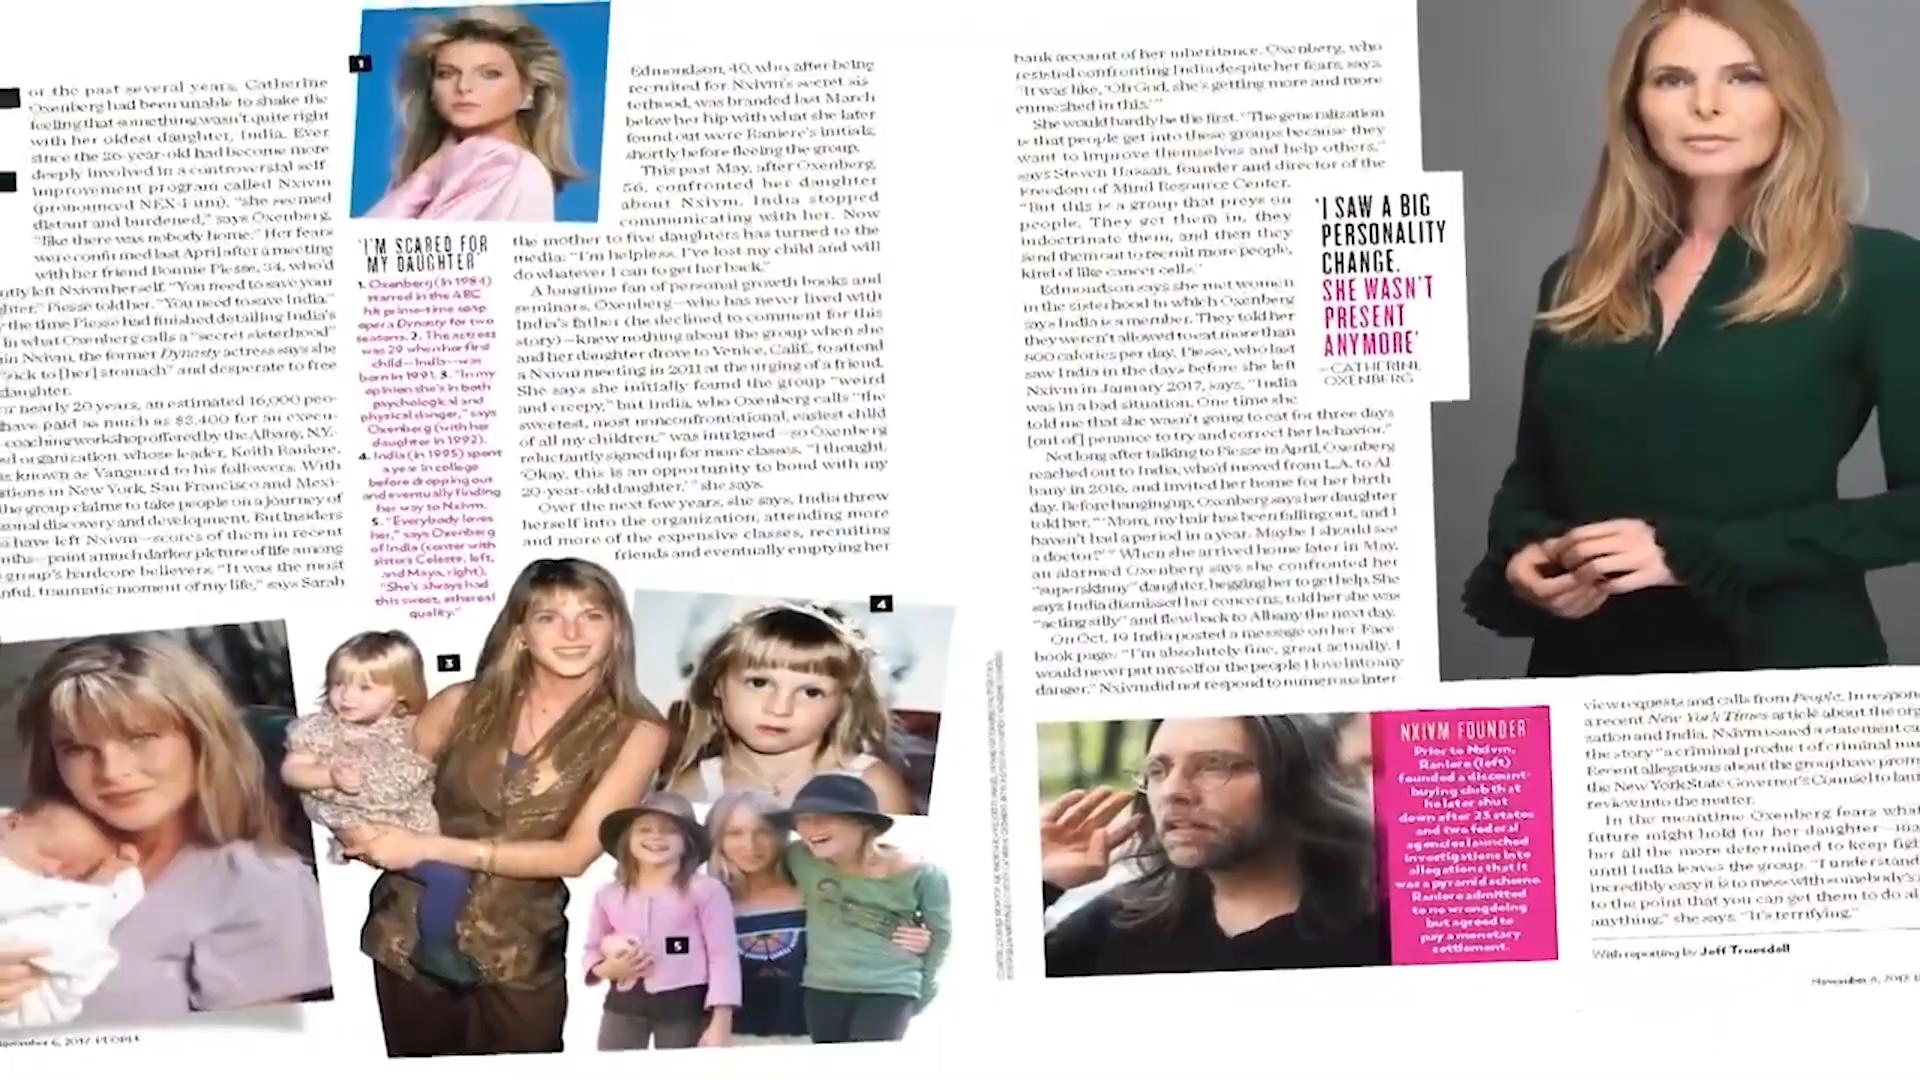 or the past several years, Catherine
Oxenberg had been unable to shake the
feeling that something wasn't quite right
with her oldest daughter, India. Ever
since the 26-year-old had become more
deeply involved in a controversial self-
improvement program called Nxivm
(pronounced NEX-i-um), "she seemed
distant and burdened," says Oxenberg,
"like there was nobody home." Her fears
were confirmed last April after a meeting
with her friend Bonnie Piesse, 34, who'd
left Nxivm herself. "You need to save your
Piesse told her. "You need to save India."
the time Piesse had finished detailing India's
in what Oxenberg calls a "secret sisterhood"
in Nxivm, the former Dynasty actress says she
to [her] stomach" and desperate to free
daughter.
nearly 20 years, an estimated 16,000 peo-
have paid as much as $3,400 for an execu-
coaching workshop offered by the Albany, N.Y.-
organization, whose leader, Keith Raniere,
is known as Vanguard to his followers. With
in New York, San Francisco and Mexi-
the group claims to take people on a journey of
discovery and development. But insiders
have left Nxivm—scores of them in recent
paint a much darker picture of life among
group's hardcore believers. "It was the most
traumatic moment of my life," says Sarah
1
'I'M SCARED FOR
MY DAUGHTER'
1. Oxenberg (in 1984)
starred in the ABC
hit prime-time soap
opera Dynasty for two
seasons. 2. The actress
was 29 when her first
child—India—was
born in 1991. 3. "In my
opinion she's in both
psychological and
physical danger," says
Oxenberg (with her
daughter in 1992).
4. India (in 1995) spent
a year in college
before dropping out
and eventually finding
her way to Nxivm.
5. "Everybody loves
her," says Oxenberg
of India (center with
sisters Celeste, left,
and Maya, right).
"She's always had
this sweet, ethereal
quality."
Edmondson, 40, who after being
recruited for Nxivm's secret sis-
terhood, was branded last March
below her hip with what she later
found out were Raniere's initials,
shortly before fleeing the group.
This past May, after Oxenberg,
56, confronted her daughter
about Nxivm, India stopped
communicating with her. Now
the mother to five daughters has turned to the
media: "I'm helpless. I've lost my child and will
do whatever I can to get her back."
A longtime fan of personal growth books and
seminars, Oxenberg—who has never lived with
India's father (he declined to comment for this
story)—knew nothing about the group when she
and her daughter drove to Venice, Calif., to attend
a Nxivm meeting in 2011 at the urging of a friend.
She says she initially found the group "weird
and creepy," but India, who Oxenberg calls "the
sweetest, most nonconfrontational, easiest child
of all my children," was intrigued—so Oxenberg
reluctantly signed up for more classes. "I thought,
'Okay, this is an opportunity to bond with my
20-year-old daughter,' " she says.
Over the next few years, she says, India threw
herself into the organization, attending more
and more of the expensive classes, recruiting
friends and eventually emptying her
3
4
5
November 6, 2017 PEOPLE
bank account of her inheritance. Oxenberg, who
resisted confronting India despite her fears, says,
"It was like, 'Oh God, she's getting more and more
enmeshed in this.'"
She would hardly be the first. "The generalization
is that people get into these groups because they
want to improve themselves and help others,"
says Steven Hassan, founder and director of the
Freedom of Mind Resource Center.
"But this is a group that preys on
people. They get them in, they
indoctrinate them, and then they
send them out to recruit more people,
kind of like cancer cells."
Edmondson says she met women
in the sisterhood in which Oxenberg
says India is a member. They told her
they weren't allowed to eat more than
800 calories per day. Piesse, who last
saw India in the days before she left
Nxivm in January 2017, says, "India
was in a bad situation. One time she
told me that she wasn't going to eat for three days
[out of] penance to try and correct her behavior."
Not long after talking to Piesse in April, Oxenberg
reached out to India, who'd moved from L.A. to Al-
bany in 2016, and invited her home for her birth-
day. Before hanging up, Oxenberg says her daughter
told her, " 'Mom, my hair has been falling out, and I
haven't had a period in a year. Maybe I should see
a doctor?' " When she arrived home later in May,
an alarmed Oxenberg says she confronted her
"superskinny" daughter, begging her to get help. She
says India dismissed her concerns, told her she was
"acting silly" and flew back to Albany the next day.
On Oct. 19 India posted a message on her Face-
book page: "I'm absolutely fine, great actually. I
would never put myself or the people I love into any
danger." Nxivm did not respond to numerous inter-
'I SAW A BIG
PERSONALITY
CHANGE.
SHE WASN'T
PRESENT
ANYMORE'
—CATHERINE
OXENBERG
NXIVM FOUNDER
Prior to Nxivm,
Raniere (left)
founded a discount-
buying club that
he later shut
down after 23 states
and two federal
agencies launched
investigations into
allegations that it
was a pyramid scheme.
Raniere admitted
to no wrongdoing
but agreed to
pay a monetary
settlement.
view requests and calls from People. In
a recent New York Times article about the
zation and India, Nxivm issued a statement
the story "a criminal product of criminal
Recent allegations about the group have
the New York State Governor's Counsel to
review into the matter.
In the meantime Oxenberg fears what
future might hold for her daughter
her all the more determined to keep
until India leaves the group. "I understand
incredibly easy it is to mess with somebody's
to the point that you can get them to do
anything," she says. "It's terrifying."
With reporting by Jeff Truesdell
November 6, 2017